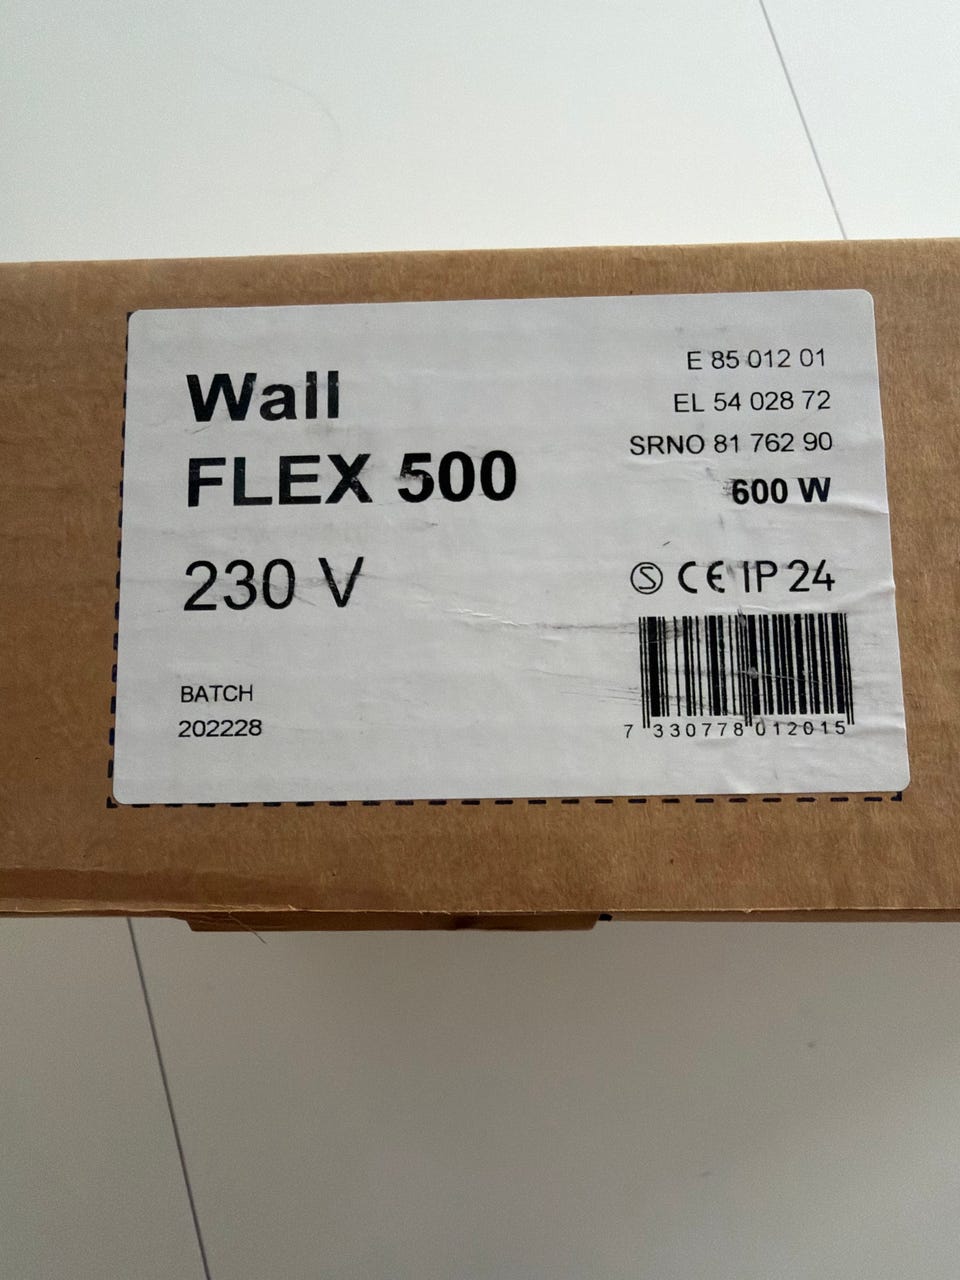 Wall
FLEX 500
230 V
BATCH
202228
E 85 012 01
EL 54 028 72
SRNO 81 762 90
600 W
Ⓢ CE IP 24
7 330778 012015